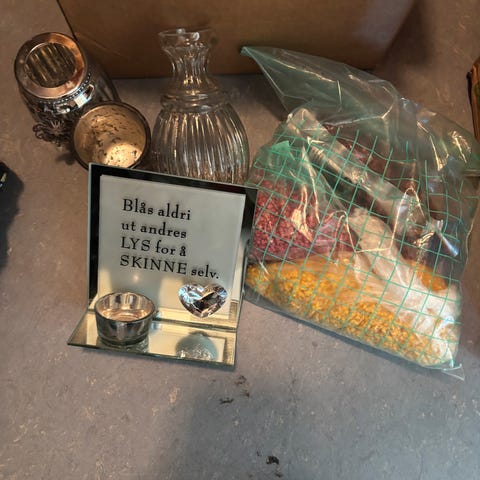 Blås aldri
ut andres
LYS for å
SKINNE selv.